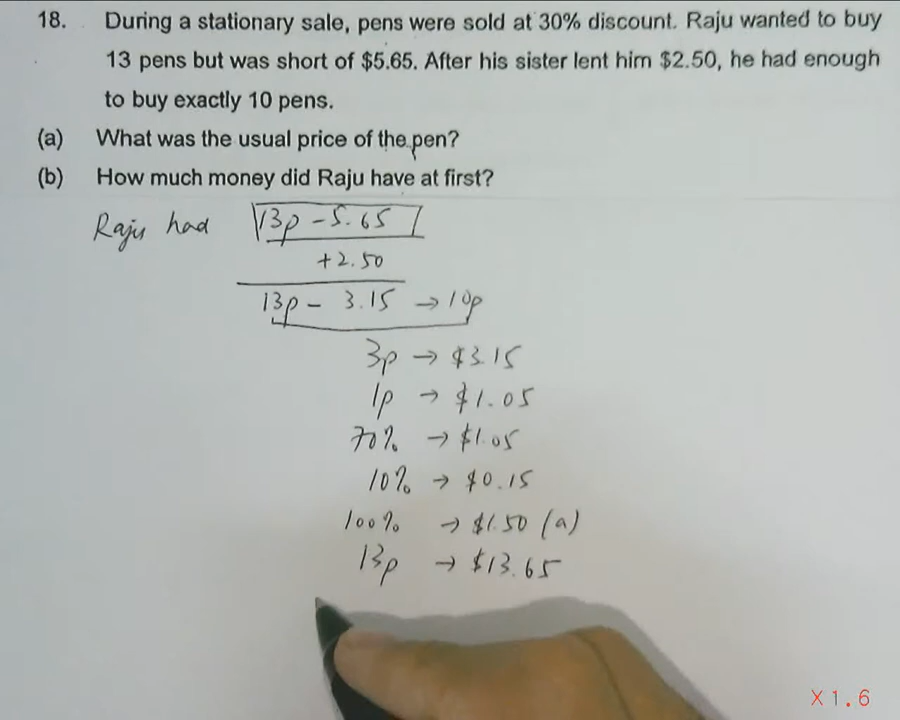 18. During a stationary sale, pens were sold at 30% discount. Raju wanted to buy
13 pens but was short of $5.65. After his sister lent him $2.50, he had enough
to buy exactly 10 pens.
(a) What was the usual price of the pen?
(b) How much money did Raju have at first?
Raju had 13p - 5.65
+2.50
13p - 3.15 → 10p
3p → $3.15
1p → $1.05
70% → $1.05
10% → $0.15
100% → $1.50 (a)
13p → $13.65
X1.6